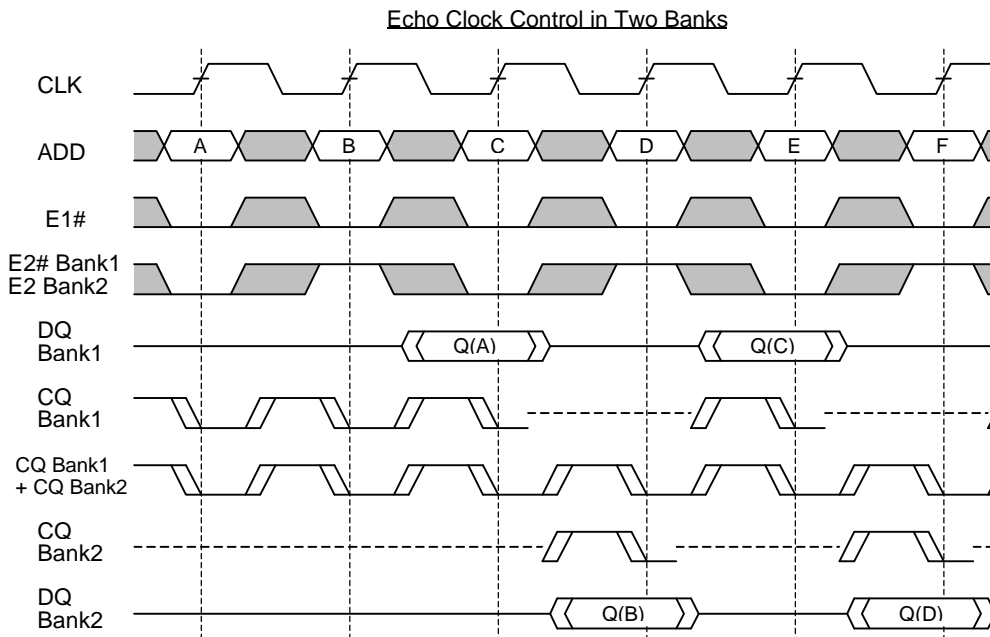 Echo Clock Control in Two Banks
CLK
ADD A B C D E F
E1#
E2# Bank1
E2 Bank2
DQ
Bank1
Q(A) Q(C)
CQ
Bank1
CQ Bank1
+ CQ Bank2
CQ
Bank2
DQ
Bank2
Q(B) Q(D)